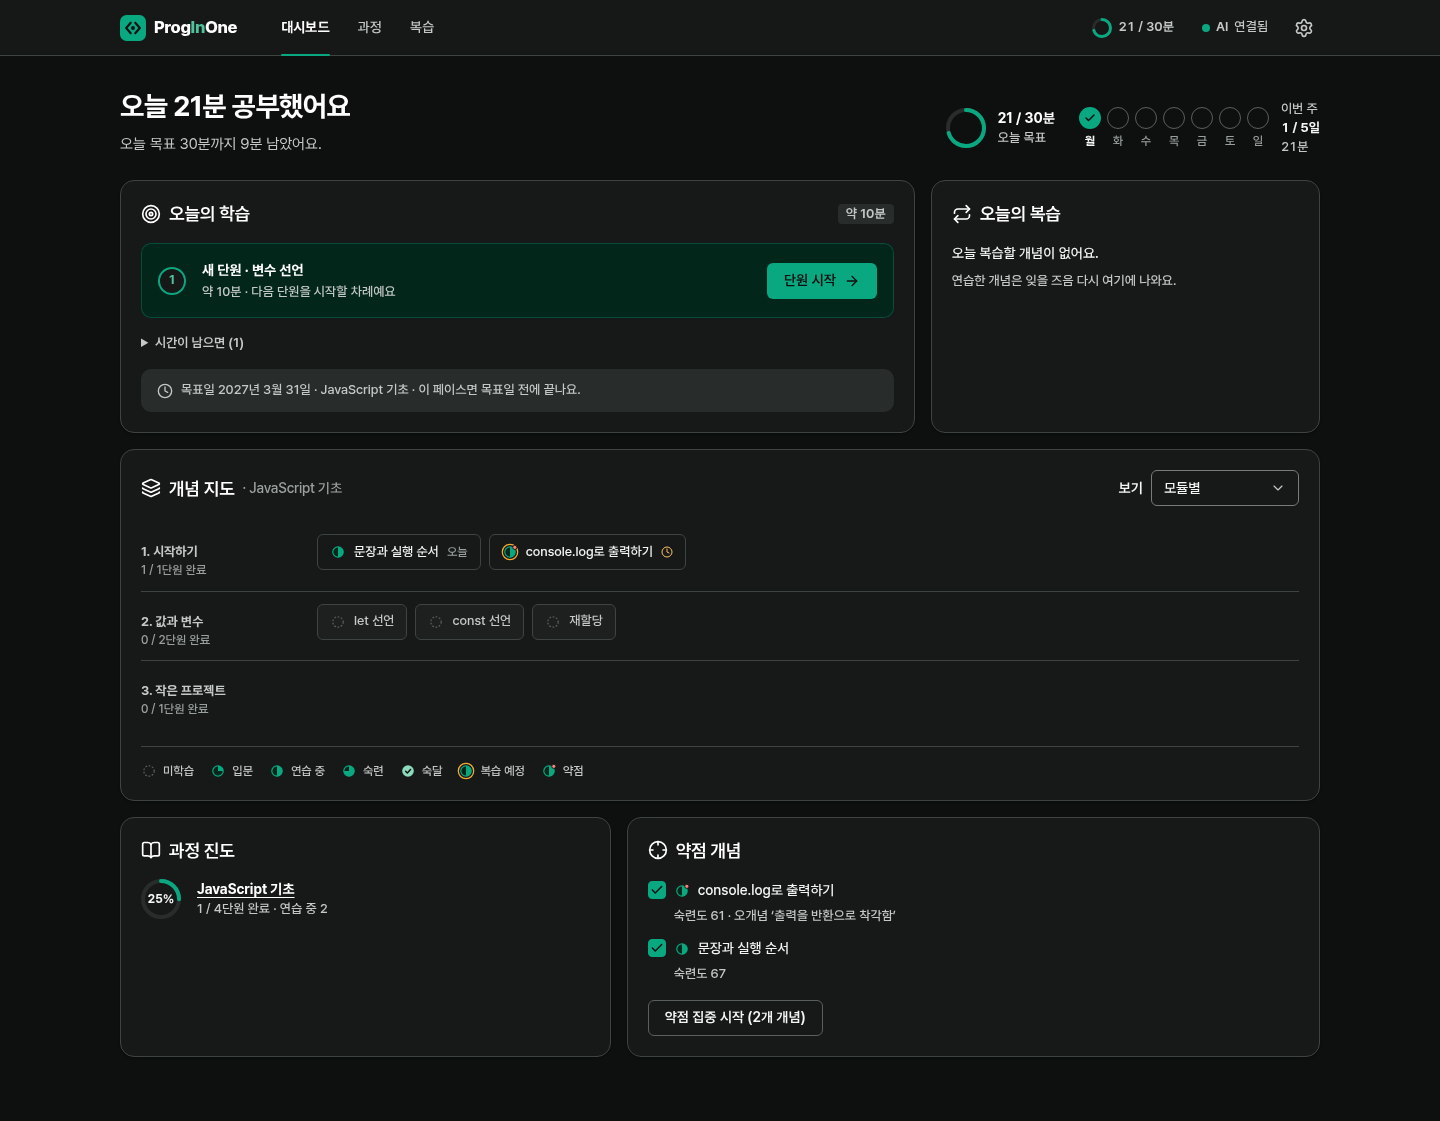 ProgInOne
대시보드
과정
복습
21 / 30분
AI 연결됨
오늘 21분 공부했어요
오늘 목표 30분까지 9분 남았어요.
21 / 30분
오늘 목표
월 화 수 목 금 토 일
이번 주
1 / 5일
21분
오늘의 학습
약 10분
1
새 단원 · 변수 선언
약 10분 · 다음 단원을 시작할 차례예요
단원 시작
시간이 남으면 (1)
목표일 2027년 3월 31일 · JavaScript 기초 · 이 페이스면 목표일 전에 끝나요.
오늘의 복습
오늘 복습할 개념이 없어요.
연습한 개념은 잊을 즈음 다시 여기에 나와요.
개념 지도 · JavaScript 기초
보기
모듈별
1. 시작하기
1 / 1단원 완료
문장과 실행 순서 오늘
console.log로 출력하기
2. 값과 변수
0 / 2단원 완료
let 선언
const 선언
재할당
3. 작은 프로젝트
0 / 1단원 완료
미학습
입문
연습 중
숙련
숙달
복습 예정
약점
과정 진도
25%
JavaScript 기초
1 / 4단원 완료 · 연습 중 2
약점 개념
console.log로 출력하기
숙련도 61 · 오개념 ‘출력을 반환으로 착각함’
문장과 실행 순서
숙련도 67
약점 집중 시작 (2개 개념)